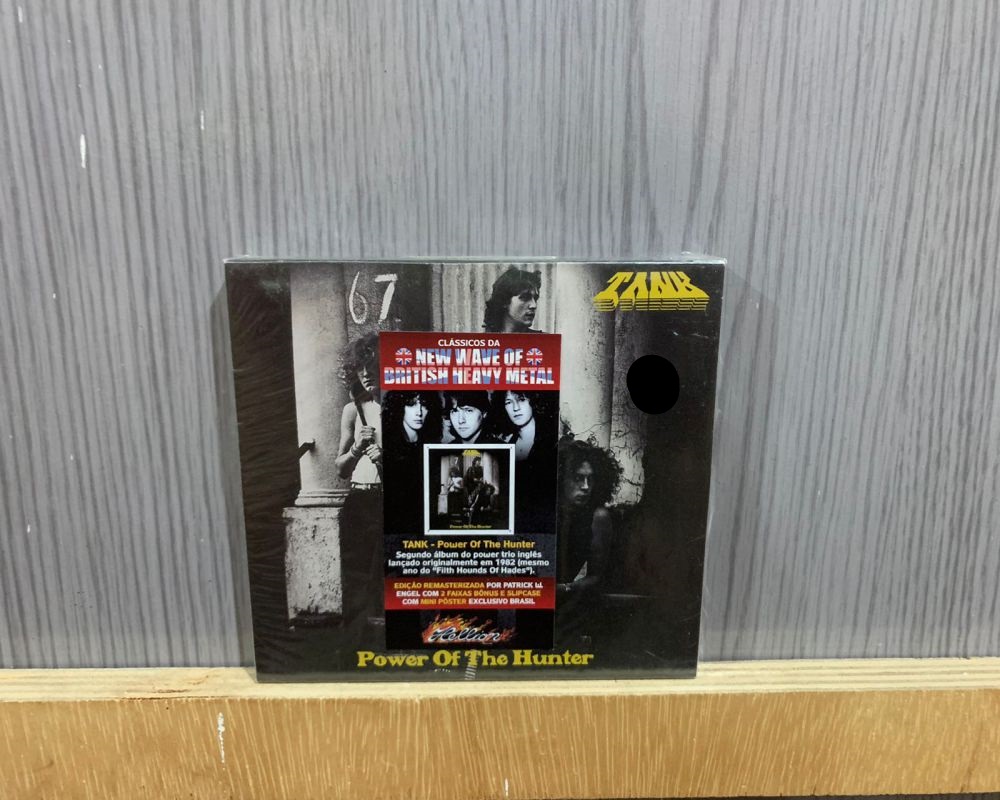 67
TANK
CLÁSSICOS DA
NEW WAVE OF
BRITISH HEAVY METAL
Power Of The Hunter
TANK - Power Of The Hunter
Segundo álbum do power trio inglês
lançado originalmente em 1982 (mesmo
ano do "Filth Hounds Of Hades").
EDIÇÃO REMASTERIZADA POR PATRICK W.
ENGEL COM 2 FAIXAS BÔNUS E SLIPCASE
COM MINI PÔSTER EXCLUSIVO BRASIL
Hellion
Power Of The Hunter